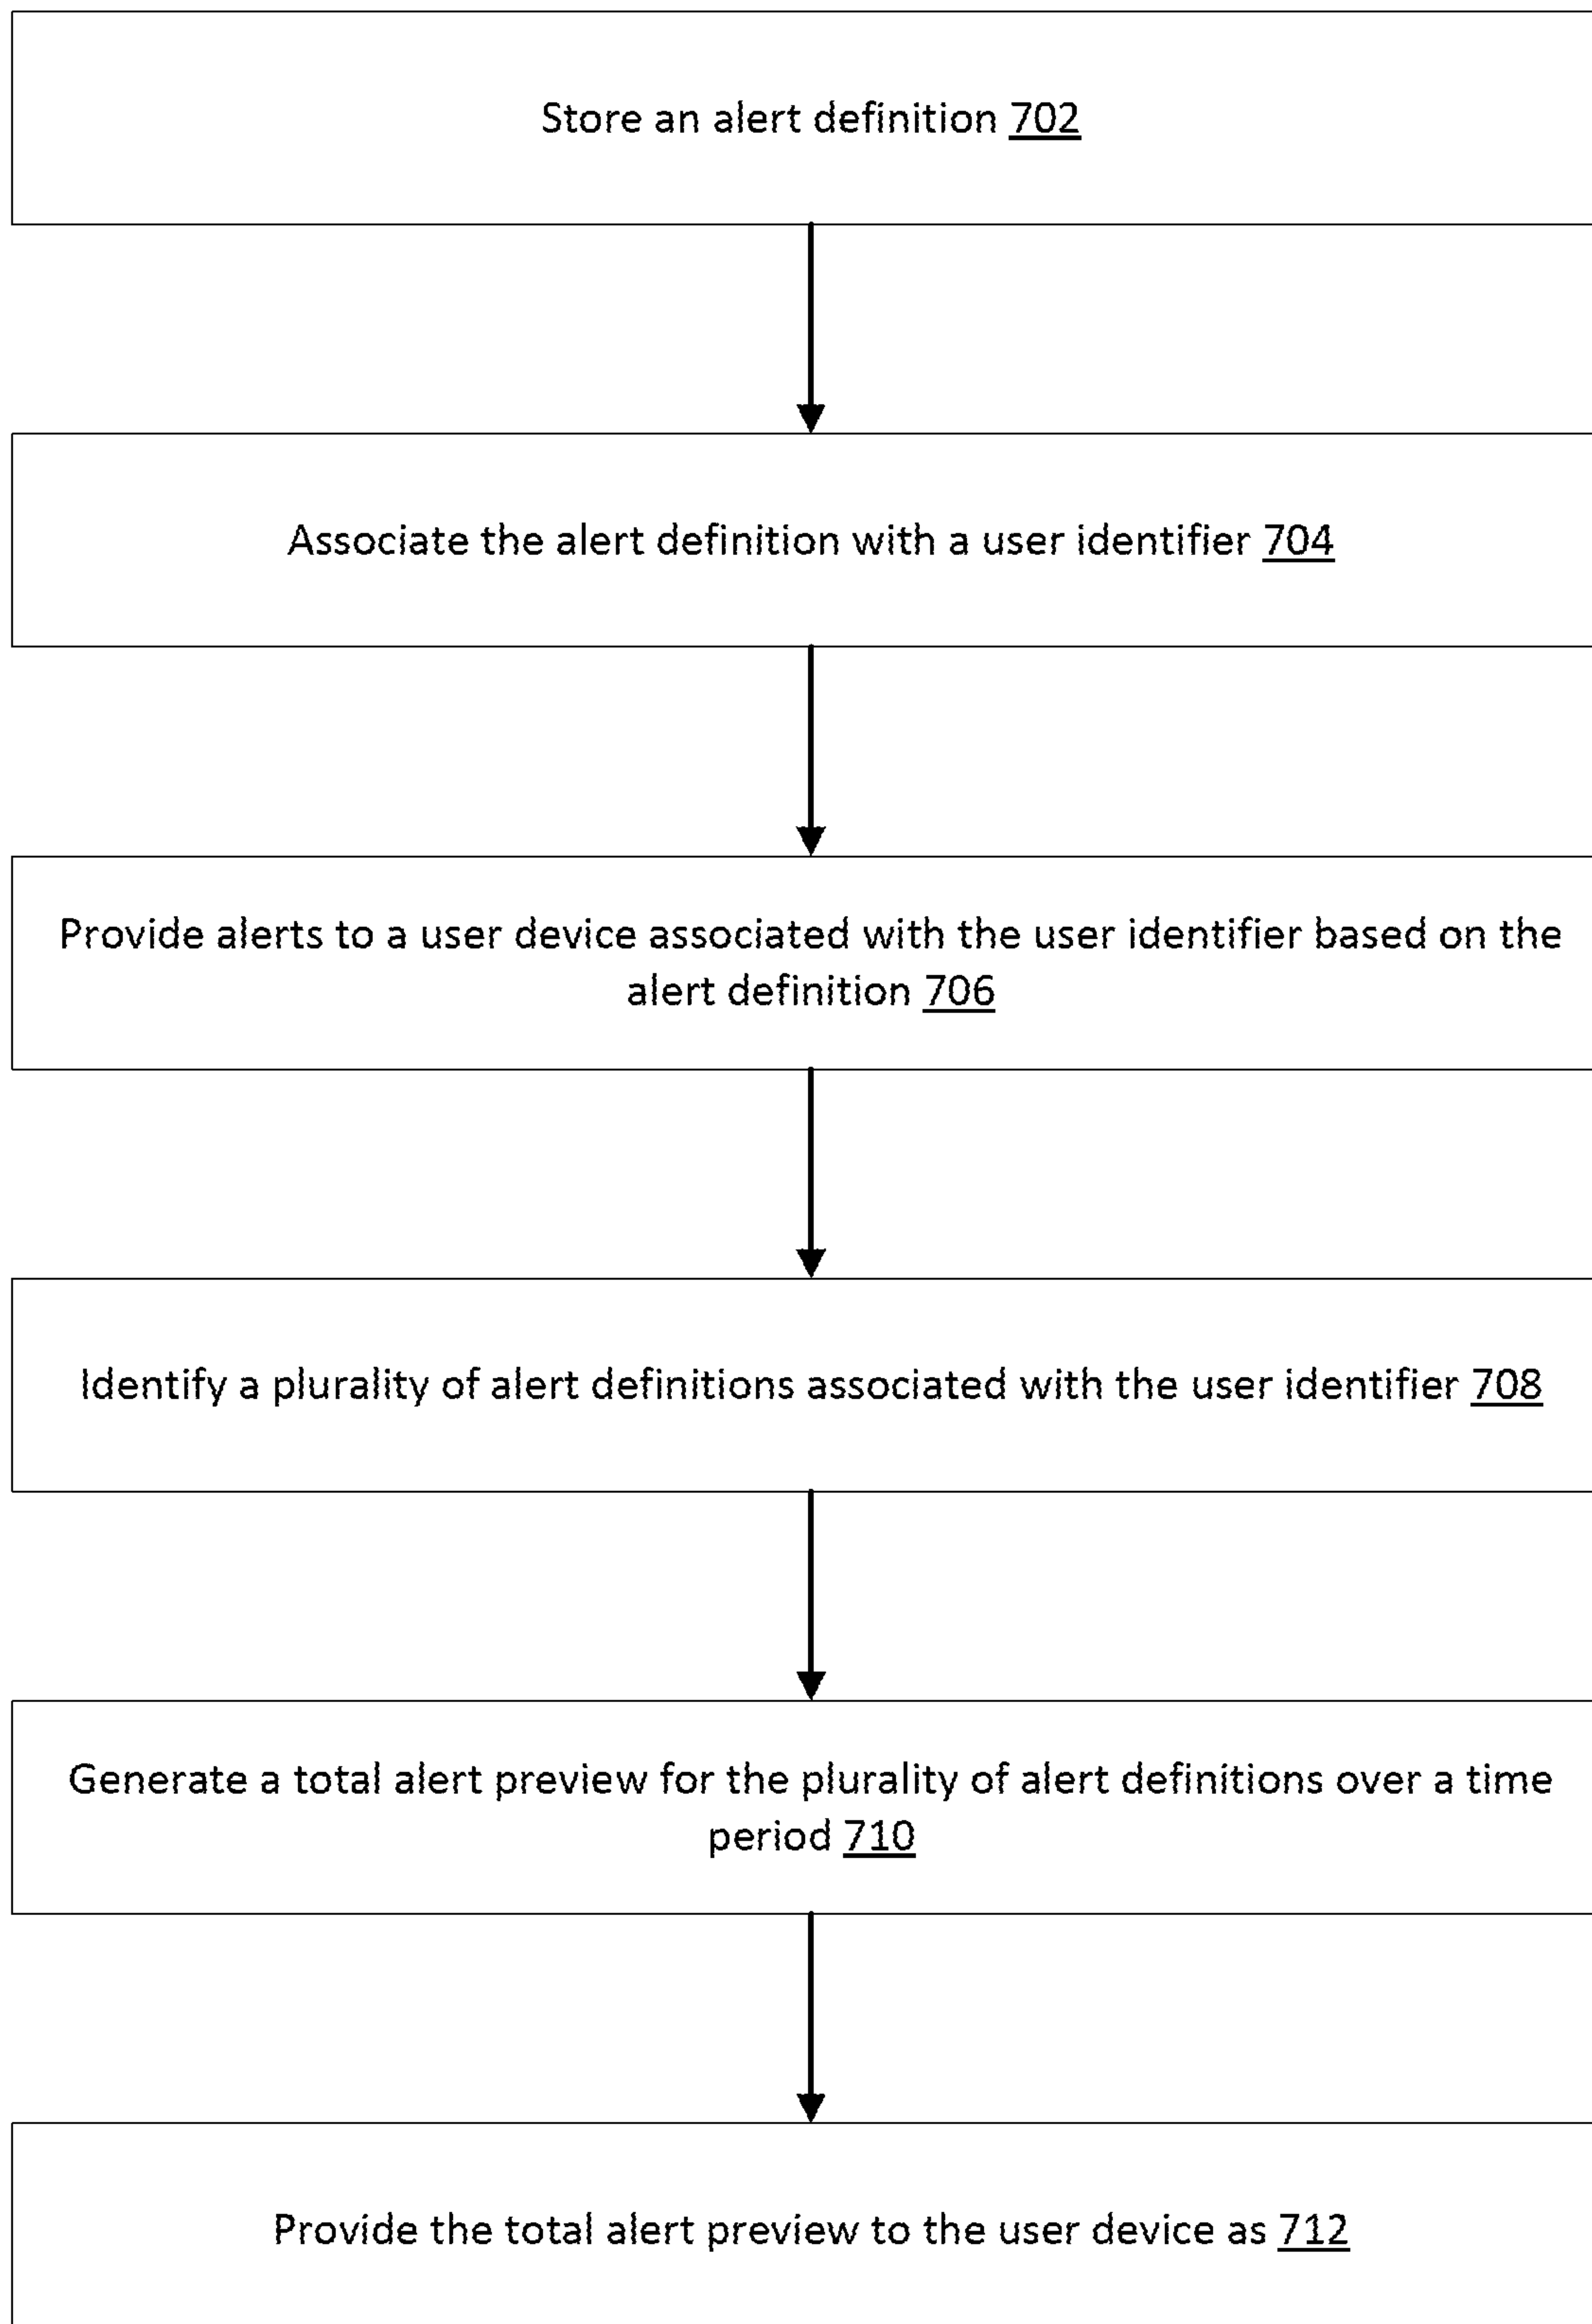 Store an alert definition 702
Associate the alert definition with a user identifier 704
Provide alerts to a user device associated with the user identifier based on the
alert definition 706
Identify a plurality of alert definitions associated with the user identifier 708
Generate a total alert preview for the plurality of alert definitions over a time
period 710
Provide the total alert preview to the user device as 712